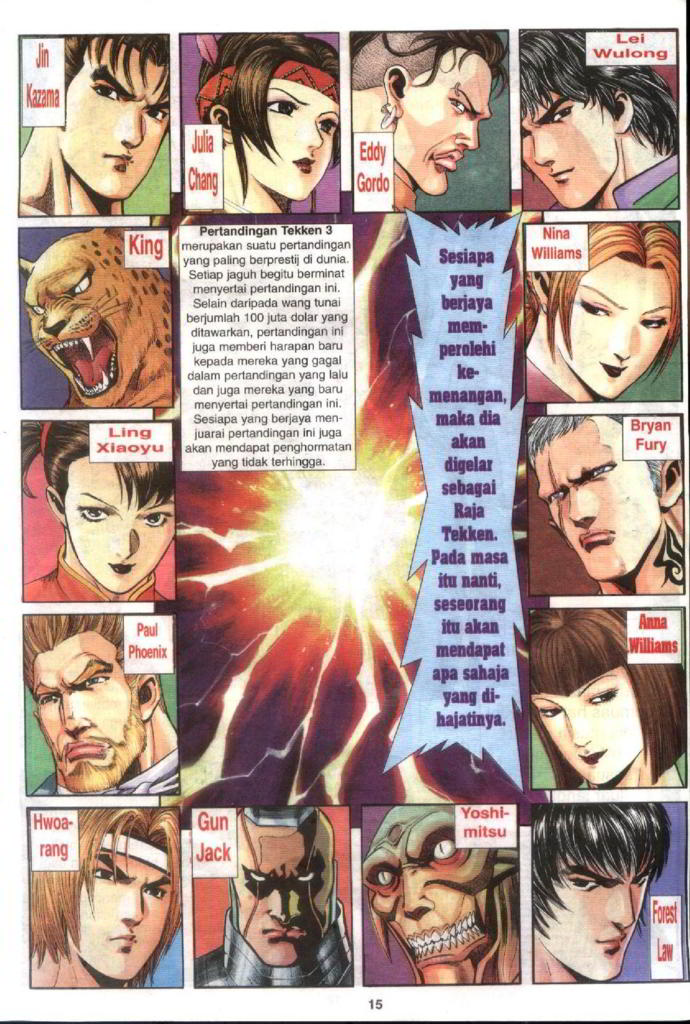 Jin
Kazama
Julia
Chang
Eddy
Gordo
Lei
Wulong
King
Pertandingan Tekken 3
merupakan suatu pertandingan
yang paling berprestij di dunia.
Setiap jaguh begitu berminat
menyertai pertandingan ini.
Selain daripada wang tunai
berjumlah 100 juta dolar yang
ditawarkan, pertandingan ini
juga memberi harapan baru
kepada mereka yang gagal
dalam pertandingan yang lalu
dan juga mereka yang baru
menyertai pertandingan ini.
Sesiapa yang berjaya men-
juarai pertandingan ini juga
akan mendapat penghormatan
yang tidak terhingga.
Sesiapa
yang
berjaya
mem-
perolehi
ke-
menangan,
maka dia
akan
digelar
sebagai
Raja
Tekken.
Pada masa
itu nanti,
seseorang
itu akan
mendapat
apa sahaja
yang di-
hajatinya.
Nina
Williams
Ling
Xiaoyu
Bryan
Fury
Paul
Phoenix
Anna
Williams
Hwoa-
rang
Gun
Jack
Yoshi-
mitsu
Forest
Law
15